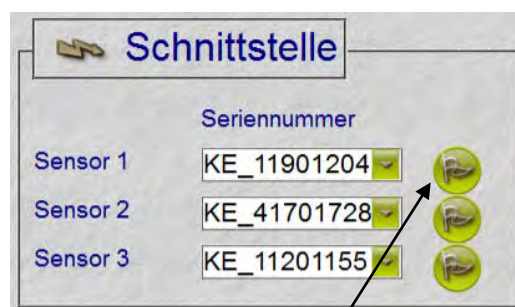 Schnittstelle
Seriennummer
Sensor 1 KE_11901204
Sensor 2 KE_41701728
Sensor 3 KE_11201155